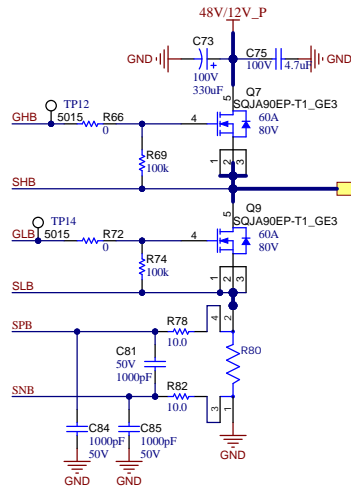 48V/12V_P
C73
GND
100V
330uF
+
C75
100V
4.7uF
GND
Q7
SQJA90EP-T1_GE3
60A
80V
5
4
1
2
3
TP12
GHB
5015
R66
0
R69
100k
SHB
Q9
SQJA90EP-T1_GE3
60A
80V
5
4
1
2
3
TP14
GLB
5015
R72
0
R74
100k
SLB
SPB
R78
10.0
4
2
C81
50V
1000pF
R80
SNB
R82
10.0
3
1
C84
1000pF
50V
C85
1000pF
50V
GND
GND
GND